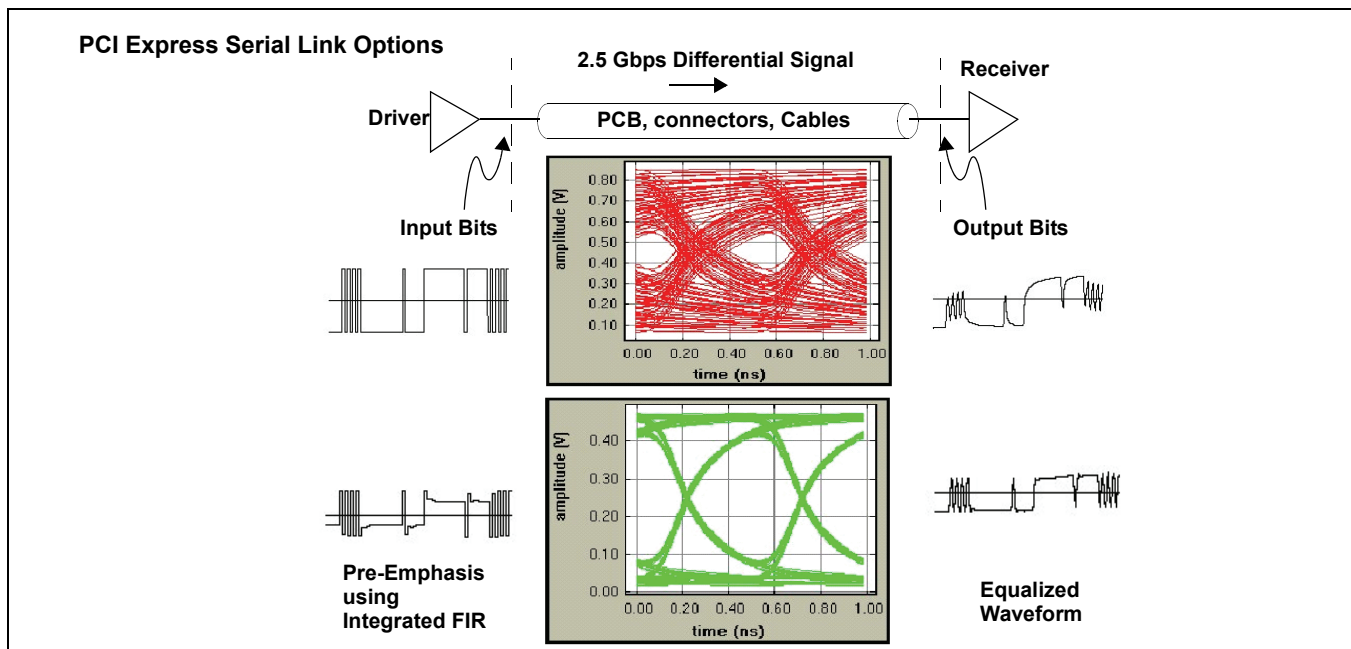 PCI Express Serial Link Options
2.5 Gbps Differential Signal
Receiver
Driver
PCB, connectors, Cables
Input Bits
Output Bits
amplitude [V]
0.80
0.70
0.60
0.50
0.40
0.30
0.20
0.10
0.00 0.20 0.40 0.60 0.80 1.00
time (ns)
amplitude [V]
0.40
0.30
0.20
0.10
0.00
0.00 0.20 0.40 0.60 0.80 1.00
time (ns)
Pre-Emphasis
using
Integrated FIR
Equalized
Waveform